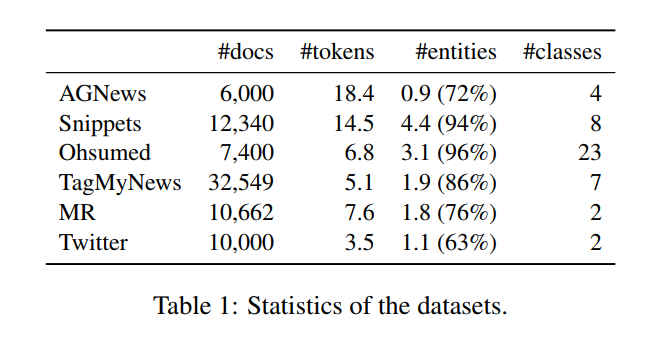 #docs #tokens #entities #classes
AGNews 6,000 18.4 0.9 (72%) 4
Snippets 12,340 14.5 4.4 (94%) 8
Ohsumed 7,400 6.8 3.1 (96%) 23
TagMyNews 32,549 5.1 1.9 (86%) 7
MR 10,662 7.6 1.8 (76%) 2
Twitter 10,000 3.5 1.1 (63%) 2
Table 1: Statistics of the datasets.